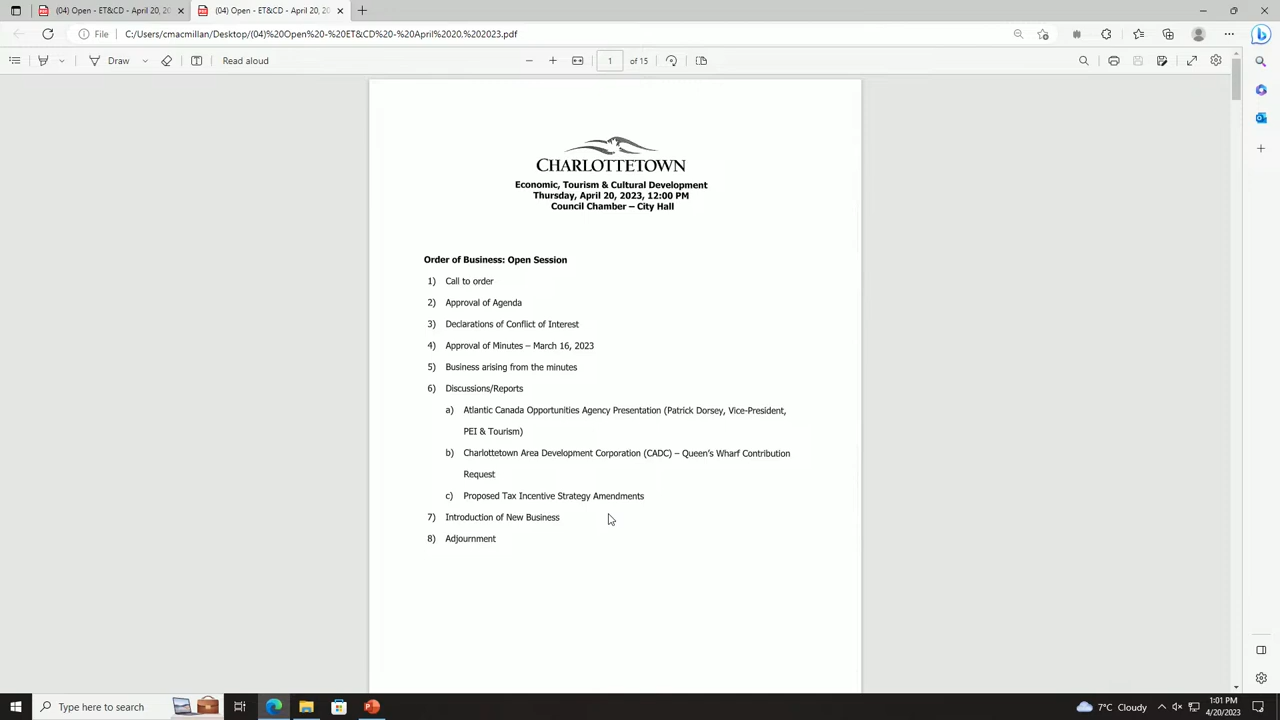 (04) Open - ET&CD - April 20, 20
(04) Open - ET&CD - April 20, 20
File
C:/Users/cmacmillan/Desktop/(04)%20Open%20-%20ET&CD%20-%20April%2020,%202023.pdf
Draw
Read aloud
1
of 15
CHARLOTTETOWN
Economic, Tourism & Cultural Development
Thursday, April 20, 2023, 12:00 PM
Council Chamber – City Hall
Order of Business: Open Session
1) Call to order
2) Approval of Agenda
3) Declarations of Conflict of Interest
4) Approval of Minutes – March 16, 2023
5) Business arising from the minutes
6) Discussions/Reports
a) Atlantic Canada Opportunities Agency Presentation (Patrick Dorsey, Vice-President,
PEI & Tourism)
b) Charlottetown Area Development Corporation (CADC) – Queen's Wharf Contribution
Request
c) Proposed Tax Incentive Strategy Amendments
7) Introduction of New Business
8) Adjournment
Type here to search
7°C Cloudy
1:01 PM
4/20/2023